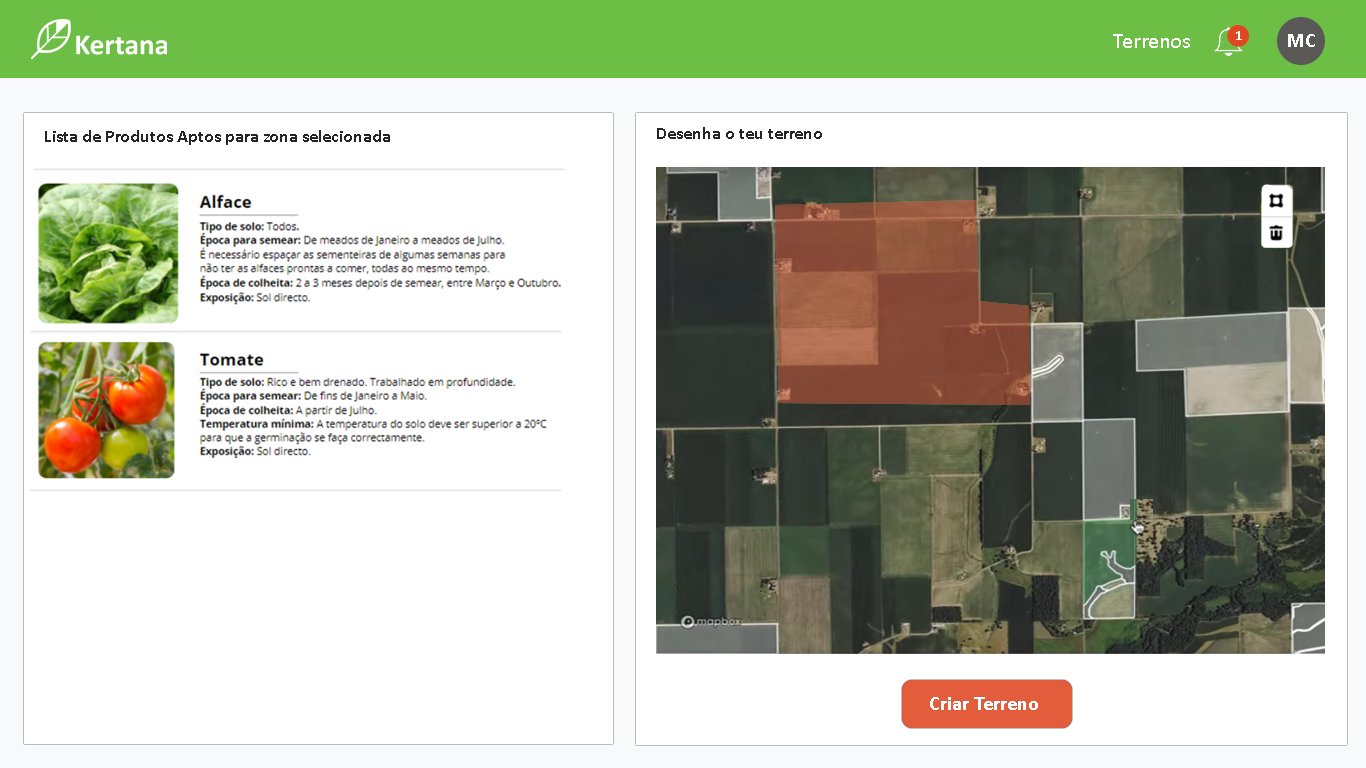 Kertana
Terrenos
1
MC
Lista de Produtos Aptos para zona selecionada
Alface
Tipo de solo: Todos.
Época para semear: De meados de Janeiro a meados de Julho.
É necessário espaçar as sementeiras de algumas semanas para
não ter as alfaces prontas a comer, todas ao mesmo tempo.
Época de colheita: 2 a 3 meses depois de semear, entre Março e Outubro.
Exposição: Sol directo.
Tomate
Tipo de solo: Rico e bem drenado. Trabalhado em profundidade.
Época para semear: De fins de Janeiro a Maio.
Época de colheita: A partir de Julho.
Temperatura mínima: A temperatura do solo deve ser superior a 20ºC
para que a germinação se faça correctamente.
Exposição: Sol directo.
Desenha o teu terreno
mapbox
Criar Terreno